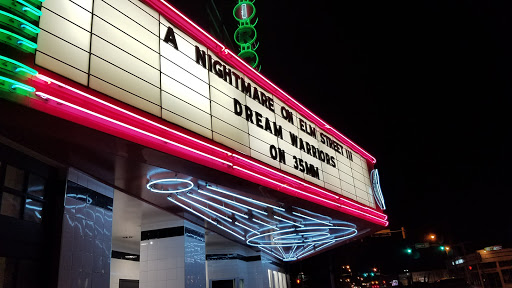 A NIGHTMARE ON ELM STREET III
DREAM WARRIORS
ON 35MM